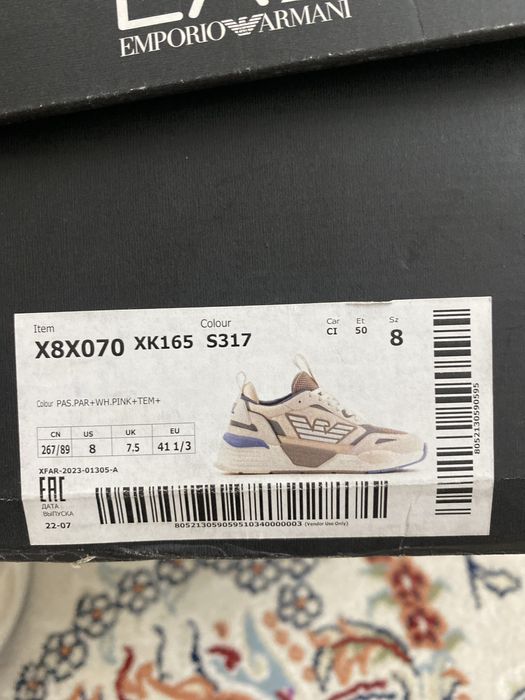 EA7
EMPORIO ARMANI
Item Colour Car Et Sz
X8X070 XK165 S317 CI 50 8
Colour PAS.PAR+WH.PINK+TEM+
CN US UK EU
267/89 8 7.5 41 1/3
XFAR-2023-01305-A
EAC
ДАТА
ВЫПУСКА
22-07
805213059059510340000003 (Vendor Use Only)
8052130590595